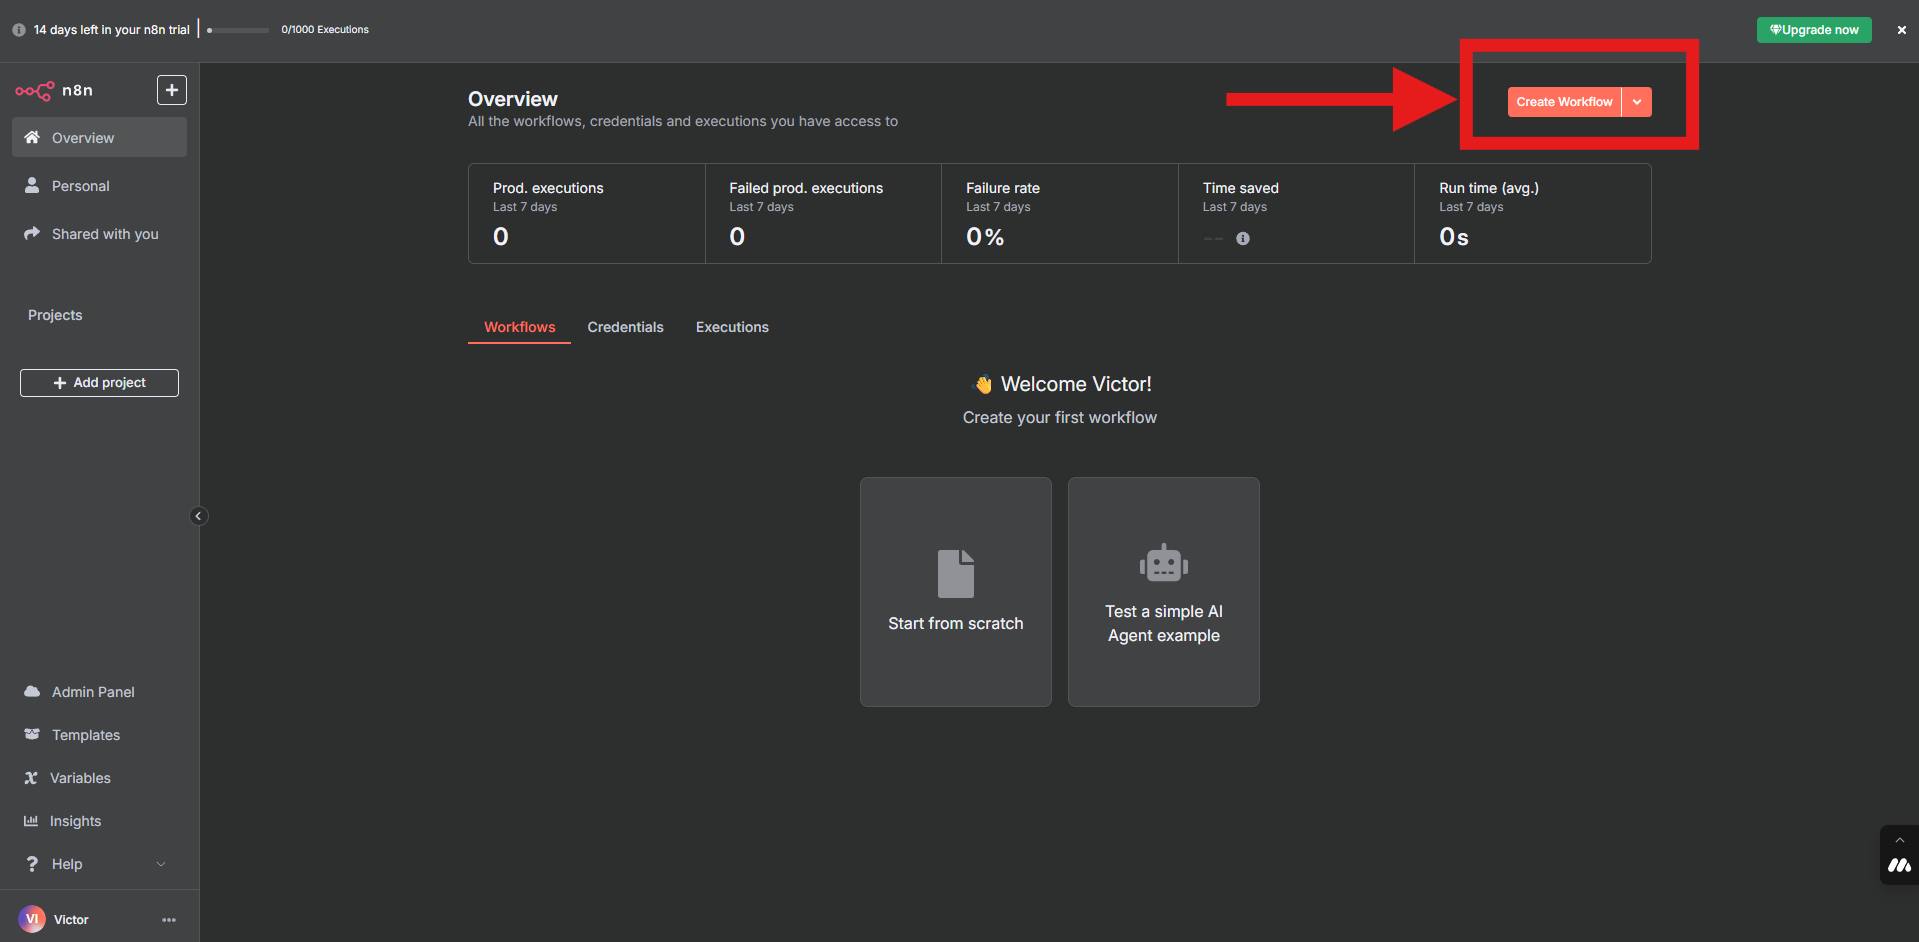 14 days left in your n8n trial
0/1000 Executions
Upgrade now
n8n
Overview
Personal
Shared with you
Projects
Add project
Admin Panel
Templates
Variables
Insights
Help
VI
Victor
Overview
All the workflows, credentials and executions you have access to
Create Workflow
Prod. executions
Last 7 days
0
Failed prod. executions
Last 7 days
0
Failure rate
Last 7 days
0%
Time saved
Last 7 days
--
Run time (avg.)
Last 7 days
0s
Workflows
Credentials
Executions
👋 Welcome Victor!
Create your first workflow
Start from scratch
Test a simple AI
Agent example